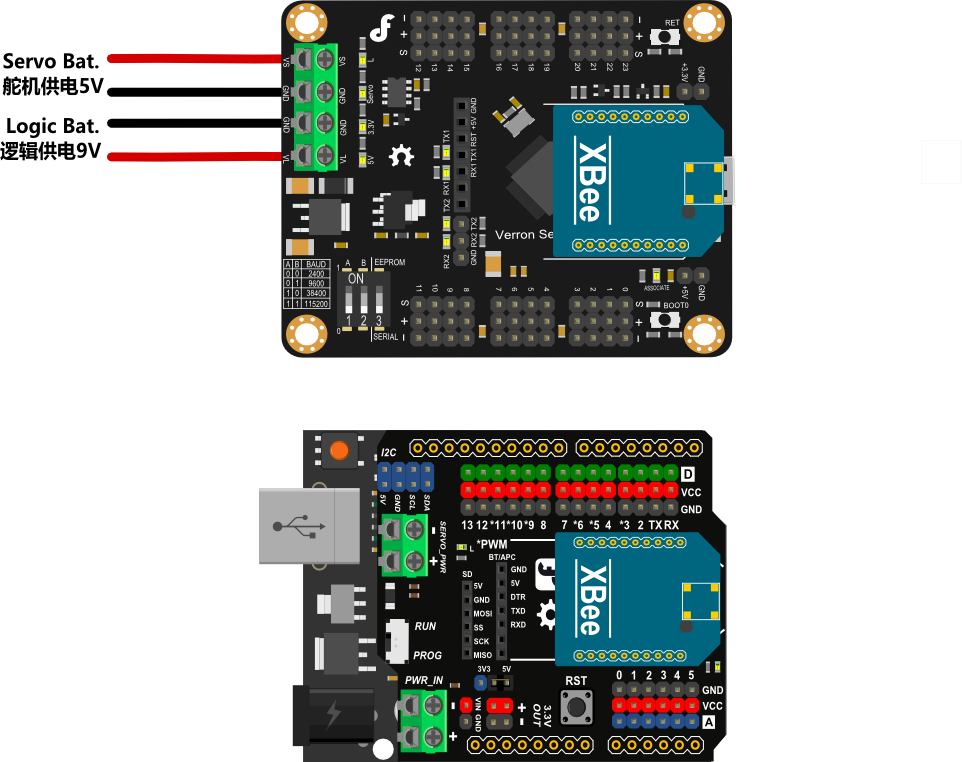 Servo Bat.
舵机供电5V
Logic Bat.
逻辑供电9V
VS
GND
GND
VL
VS
GND
GND
VL
L
Servo
3.3V
5V
12 13 14 15
16 17 18 19
20 21 22 23
- + S
- +
RET
+3.3V GND
GND
+5V
RST
TX1
RX1
TX1
RX1
TX2
TX2
RX2
GND
RX2
XBee
Verron Se
A B BAUD
0 0 2400
0 1 9600
1 0 38400
1 1 115200
A B EEPROM
1
ON
1 2 3
0
SERIAL
11 10 9 8
7 6 5 4
3 2 1 0
S + -
S + -
ASSOCIATE
+5V GND
BOOT0
I2C
5V GND SCL SDA
D
VCC
GND
13 12 *11 *10 *9 8
7 *6 *5 4 *3 2 TX RX
SERVO_PWR
- +
L
*PWM
BT/APC
SD
5V
GND
MOSI
SS
SCK
MISO
GND
5V
DTR
TXD
RXD
XBee
RUN
PROG
3V3 5V
PWR_IN
- +
VIN GND
+ -
3.3V
OUT
RST
0 1 2 3 4 5
GND
VCC
A